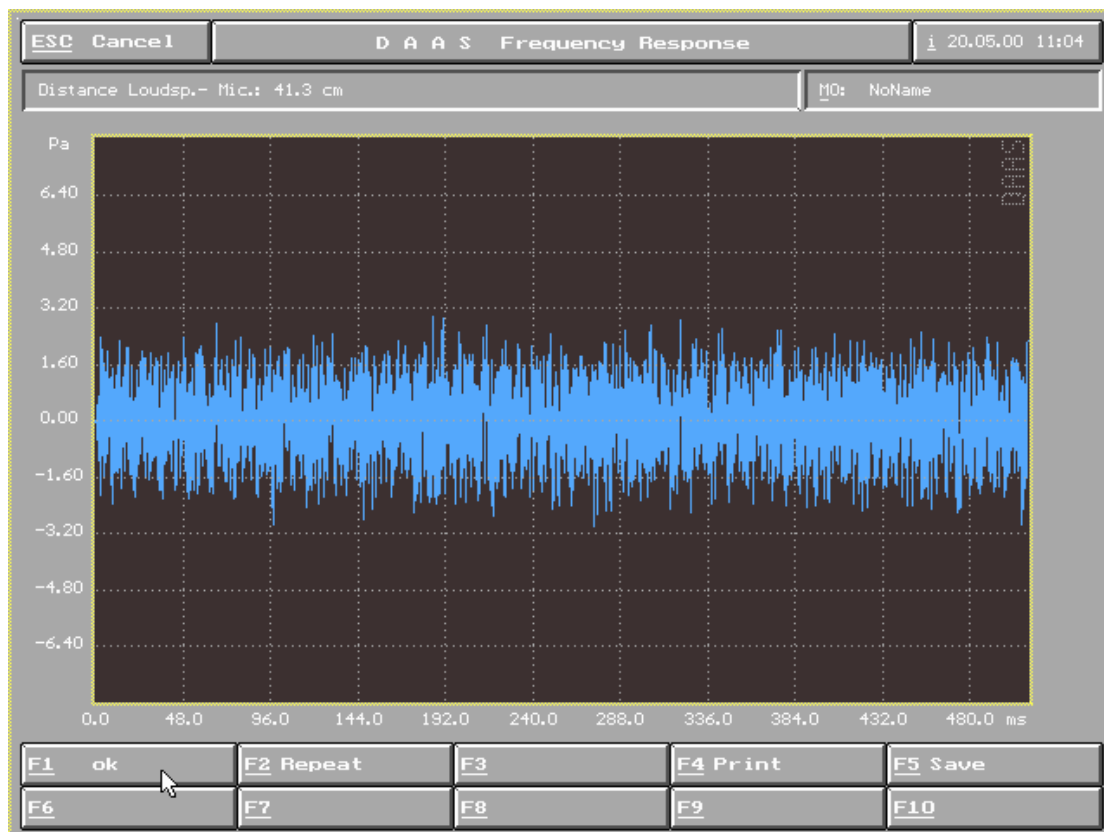 ESC Cancel
D A A S Frequency Response
i 20.05.00 11:04
Distance Loudsp.- Mic.: 41.3 cm
MO: NoName
Pa
DAAS
6.40
4.80
3.20
1.60
0.00
-1.60
-3.20
-4.80
-6.40
0.0 48.0 96.0 144.0 192.0 240.0 288.0 336.0 384.0 432.0 480.0 ms
F1 ok F2 Repeat F3 F4 Print F5 Save
F6 F7 F8 F9 F10